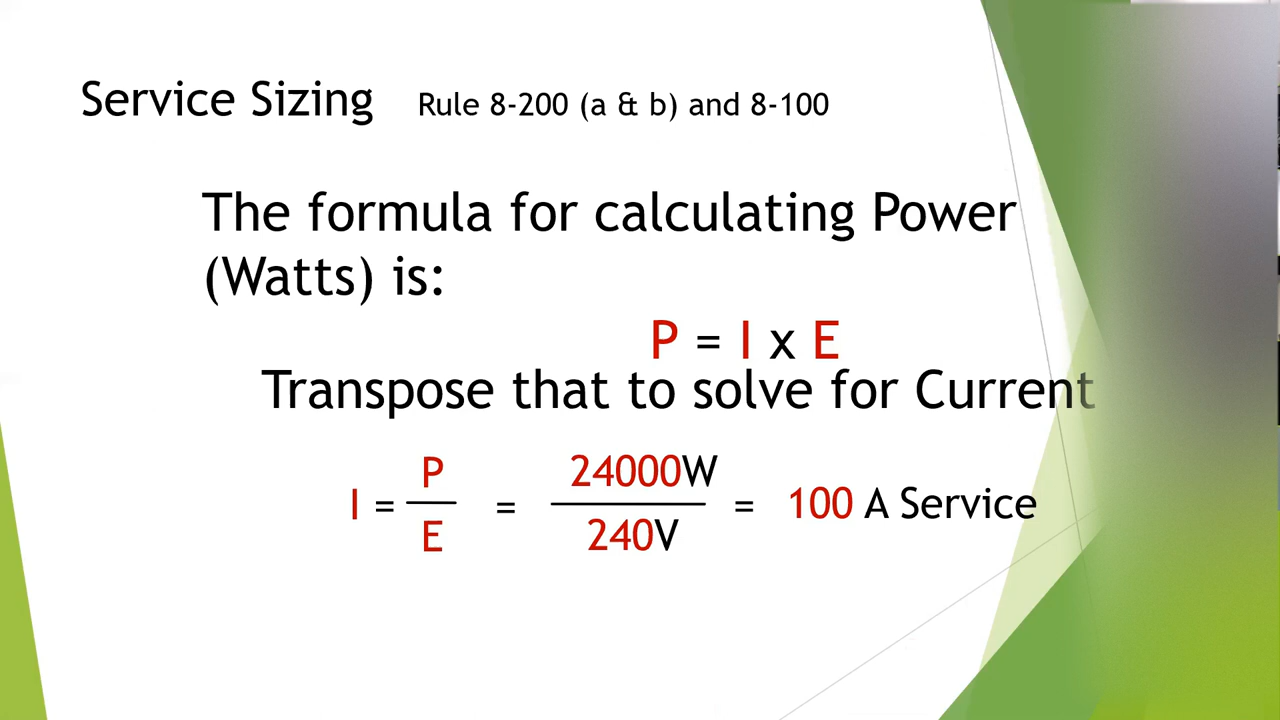 Service Sizing Rule 8-200 (a & b) and 8-100
The formula for calculating Power
(Watts) is:
P = I x E
Transpose that to solve for Current
I = P / E = 24000W / 240V = 100 A Service